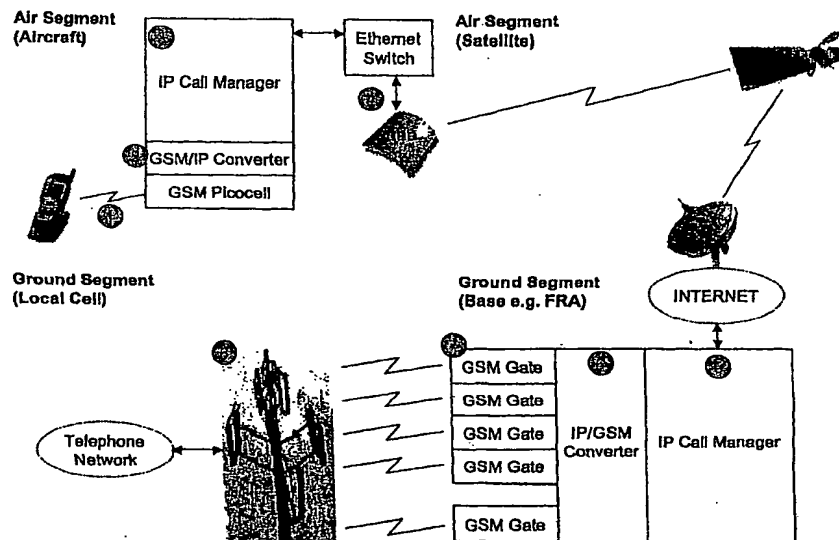 Air Segment
(Aircraft)
Ethernet
Switch
Air Segment
(Satellite)
IP Call Manager
GSM/IP Converter
GSM Picocell
Ground Segment
(Local Cell)
Ground Segment
(Base e.g. FRA)
INTERNET
GSM Gate
GSM Gate
GSM Gate
GSM Gate
GSM Gate
IP/GSM
Converter
IP Call Manager
Telephone
Network